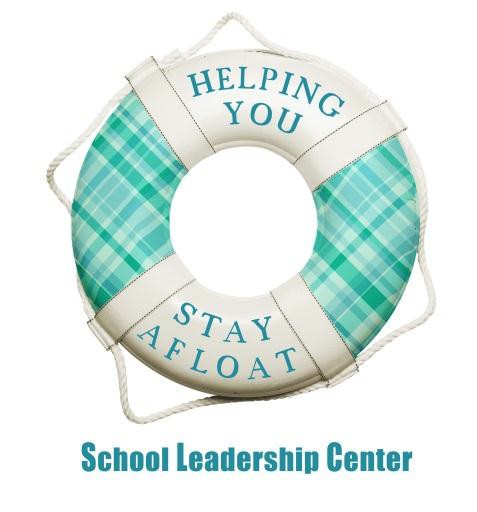 HELPING
YOU
STAY
AFLOAT
School Leadership Center